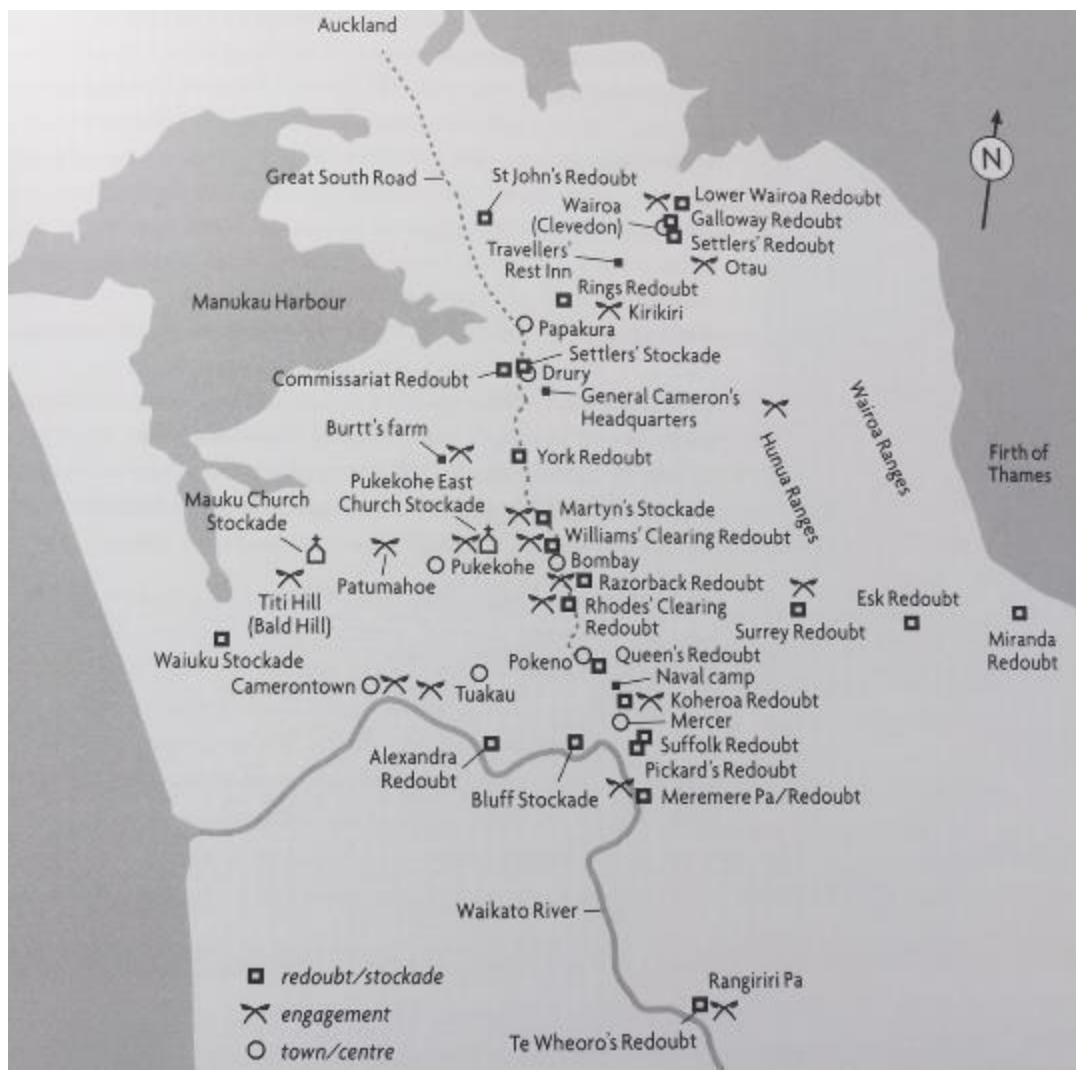 Auckland
Great South Road
St John's Redoubt
Lower Wairoa Redoubt
Wairoa
(Clevedon)
Galloway Redoubt
Settlers' Redoubt
Travellers'
Rest Inn
Otau
N
Rings Redoubt
Kirikiri
Manukau Harbour
Papakura
Settlers' Stockade
Commissariat Redoubt
Drury
General Cameron's
Headquarters
Wairoa Ranges
Hunua Ranges
Firth of
Thames
Burtt's farm
York Redoubt
Pukekohe East
Church Stockade
Mauku Church
Stockade
Martyn's Stockade
Williams' Clearing Redoubt
Bombay
Pukekohe
Patumahoe
Titi Hill
(Bald Hill)
Razorback Redoubt
Rhodes' Clearing
Redoubt
Surrey Redoubt
Esk Redoubt
Miranda
Redoubt
Waiuku Stockade
Pokeno
Queen's Redoubt
Naval camp
Camerontown
Tuakau
Koheroa Redoubt
Mercer
Suffolk Redoubt
Pickard's Redoubt
Alexandra
Redoubt
Bluff Stockade
Meremere Pa/Redoubt
Waikato River
Rangiriri Pa
Te Wheoro's Redoubt
redoubt/stockade
engagement
town/centre